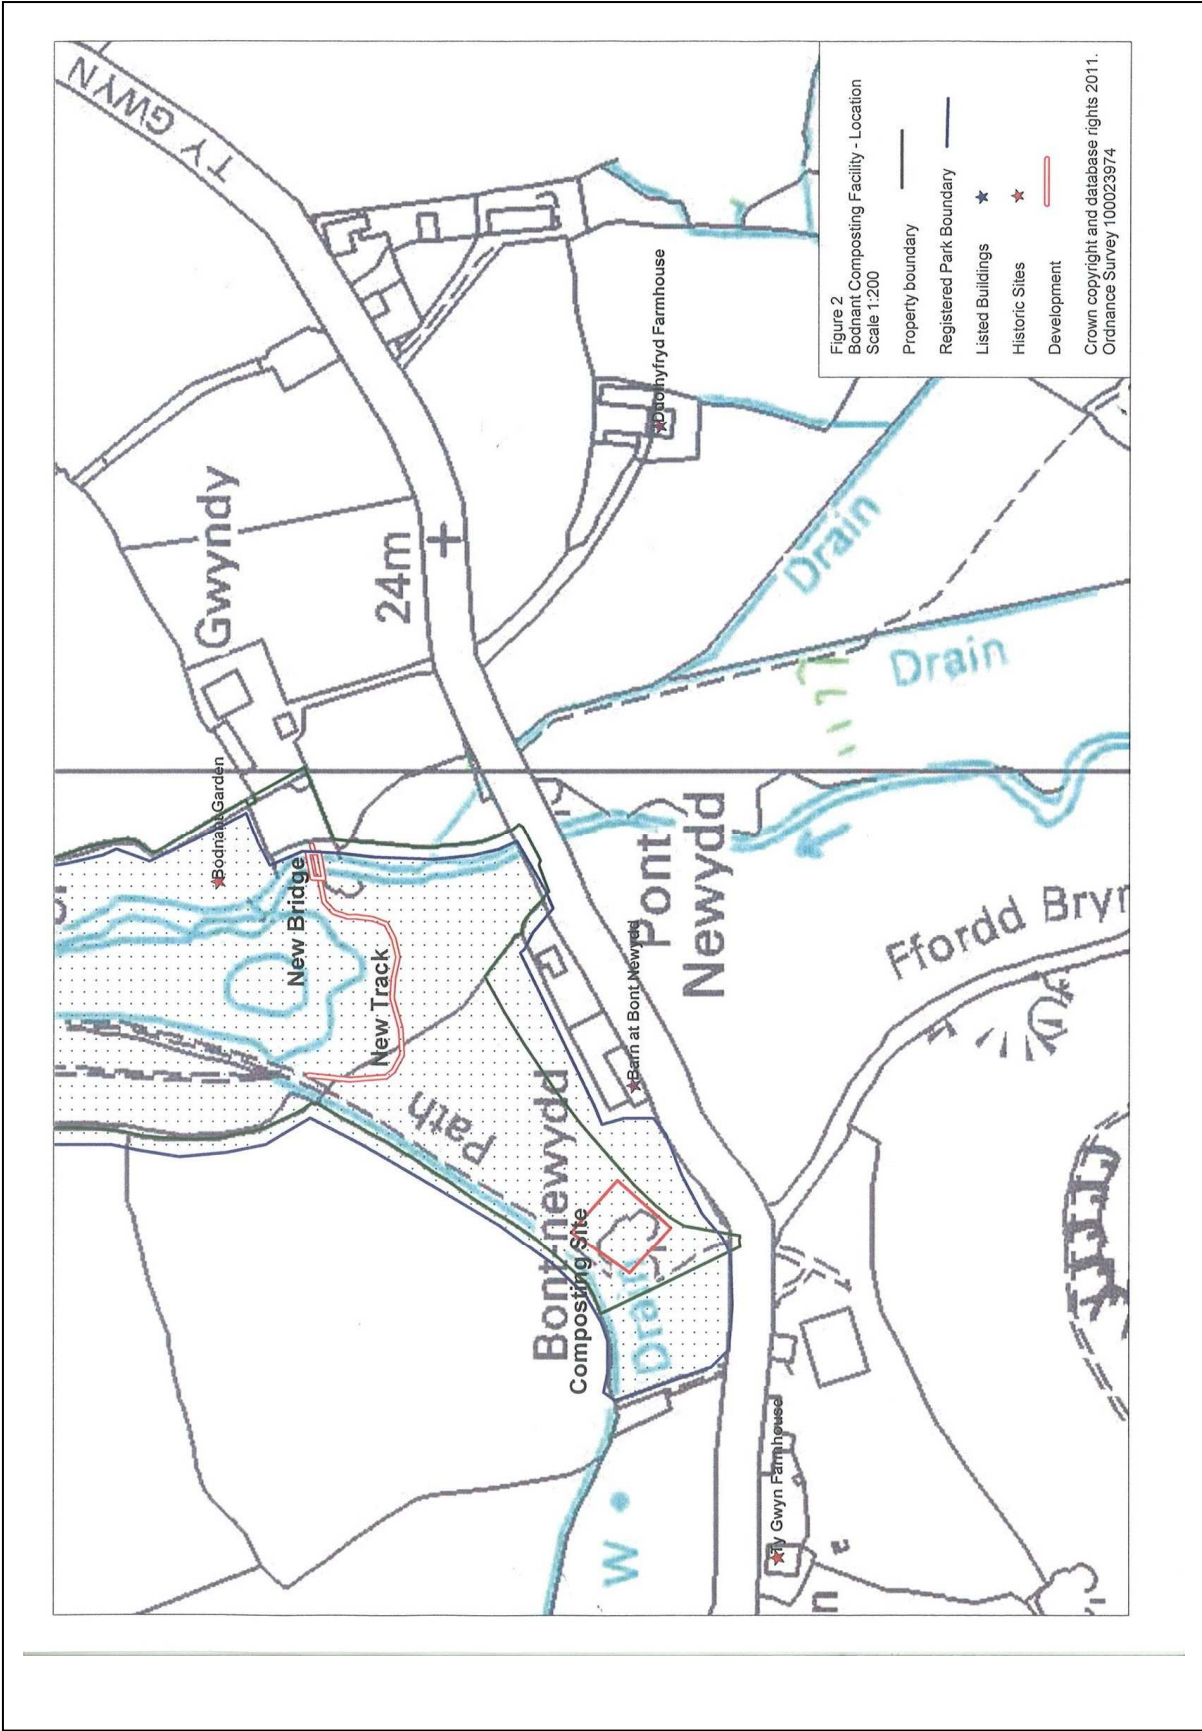 TY GWYN
Gwyndy
24m
Bodnant Garden
New Bridge
New Track
Path
Bontnewydd
Composting Site
Drain
Barn at Bont Newydd
Pont
Newydd
Farmhouse
Drain
Drain
Ffordd Bryn
W
Ty Gwyn Farmhouse
n
Figure 2
Bodnant Composting Facility - Location
Scale 1:200
Property boundary
Registered Park Boundary
Listed Buildings
Historic Sites
Development
Crown copyright and database rights 2011.
Ordnance Survey 100023974